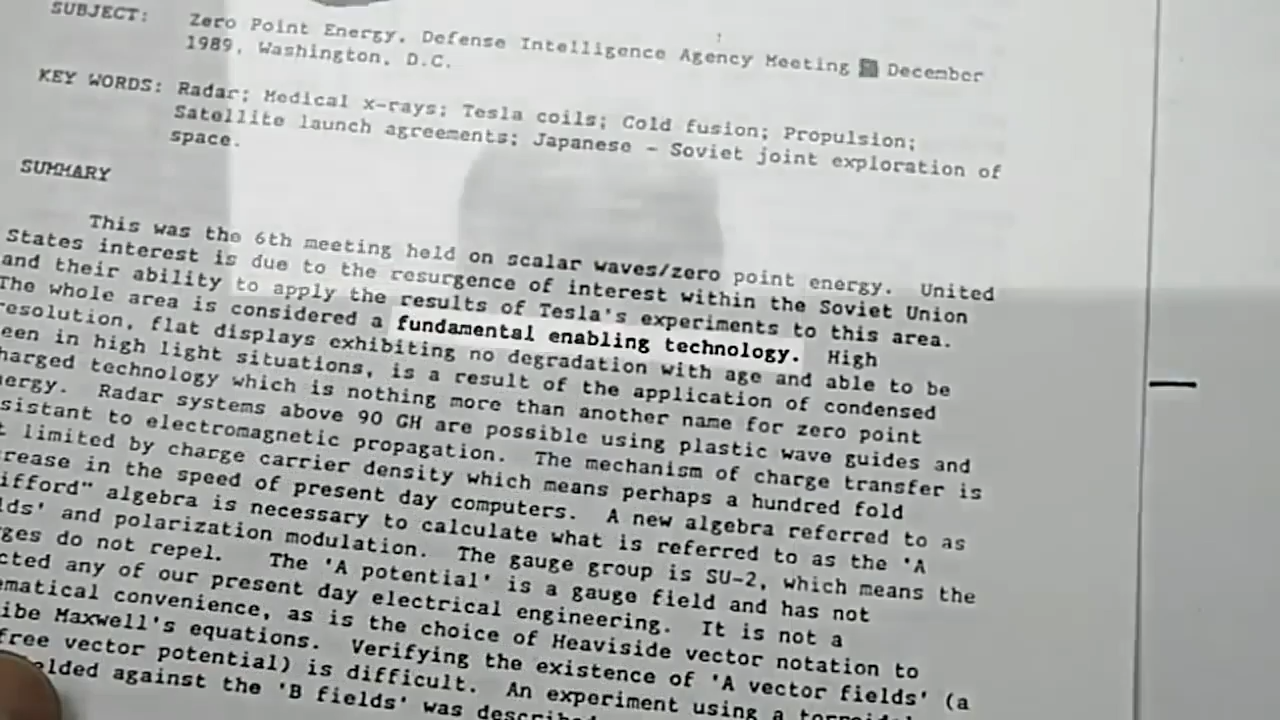 SUBJECT: Zero Point Energy, Defense Intelligence Agency Meeting December
1989, Washington, D.C.
KEY WORDS: Radar; Medical x-rays; Tesla coils; Cold fusion; Propulsion;
Satellite launch agreements; Japanese - Soviet joint exploration of
space.
SUMMARY
This was the 6th meeting held on scalar waves/zero point energy. United
States interest is due to the resurgence of interest within the Soviet Union
and their ability to apply the results of Tesla's experiments to this area.
The whole area is considered a fundamental enabling technology. High
resolution, flat displays exhibiting no degradation with age and able to be
een in high light situations, is a result of the application of condensed
harged technology which is nothing more than another name for zero point
nergy. Radar systems above 90 GH are possible using plastic wave guides and
sistant to electromagnetic propagation. The mechanism of charge transfer is
t limited by charge carrier density which means perhaps a hundred fold
rease in the speed of present day computers. A new algebra referred to as
ifford" algebra is necessary to calculate what is referred to as the 'A
lds' and polarization modulation. The gauge group is SU-2, which means the
ges do not repel. The 'A potential' is a gauge field and has not
cted any of our present day electrical engineering. It is not a
ematical convenience, as is the choice of Heaviside vector notation to
ibe Maxwell's equations. Verifying the existence of 'A vector fields' (a
free vector potential) is difficult. An experiment using a
elded against the 'B fields' was